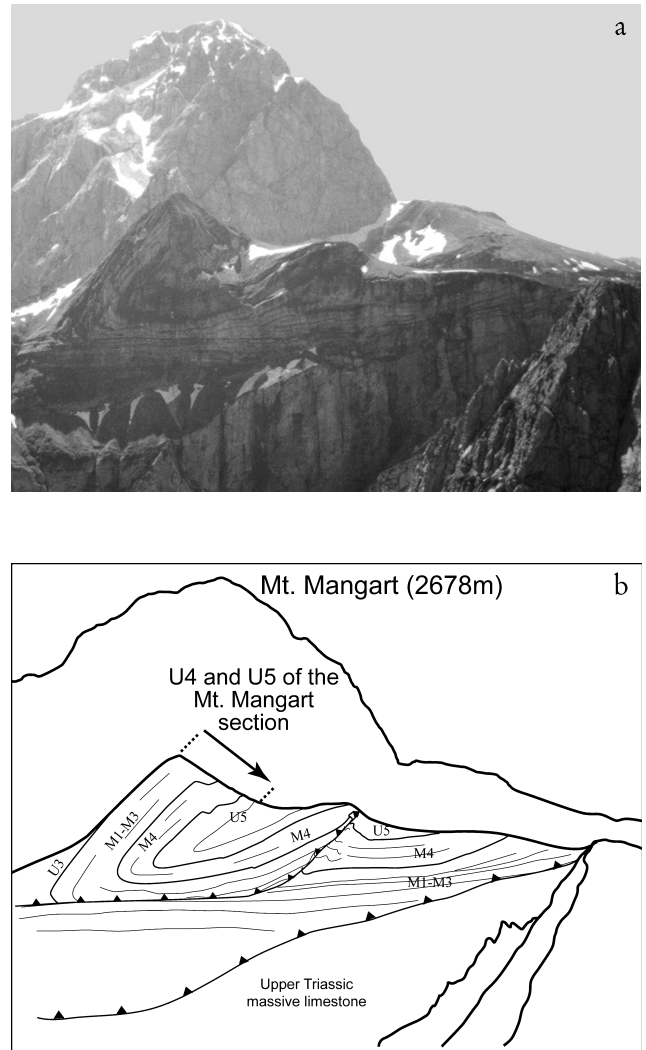 a
Mt. Mangart (2678m)
b
U4 and U5 of the
Mt. Mangart
section
U3
M1-M3
M4
U5
M4
U5
M4
M1-M3
Upper Triassic
massive limestone